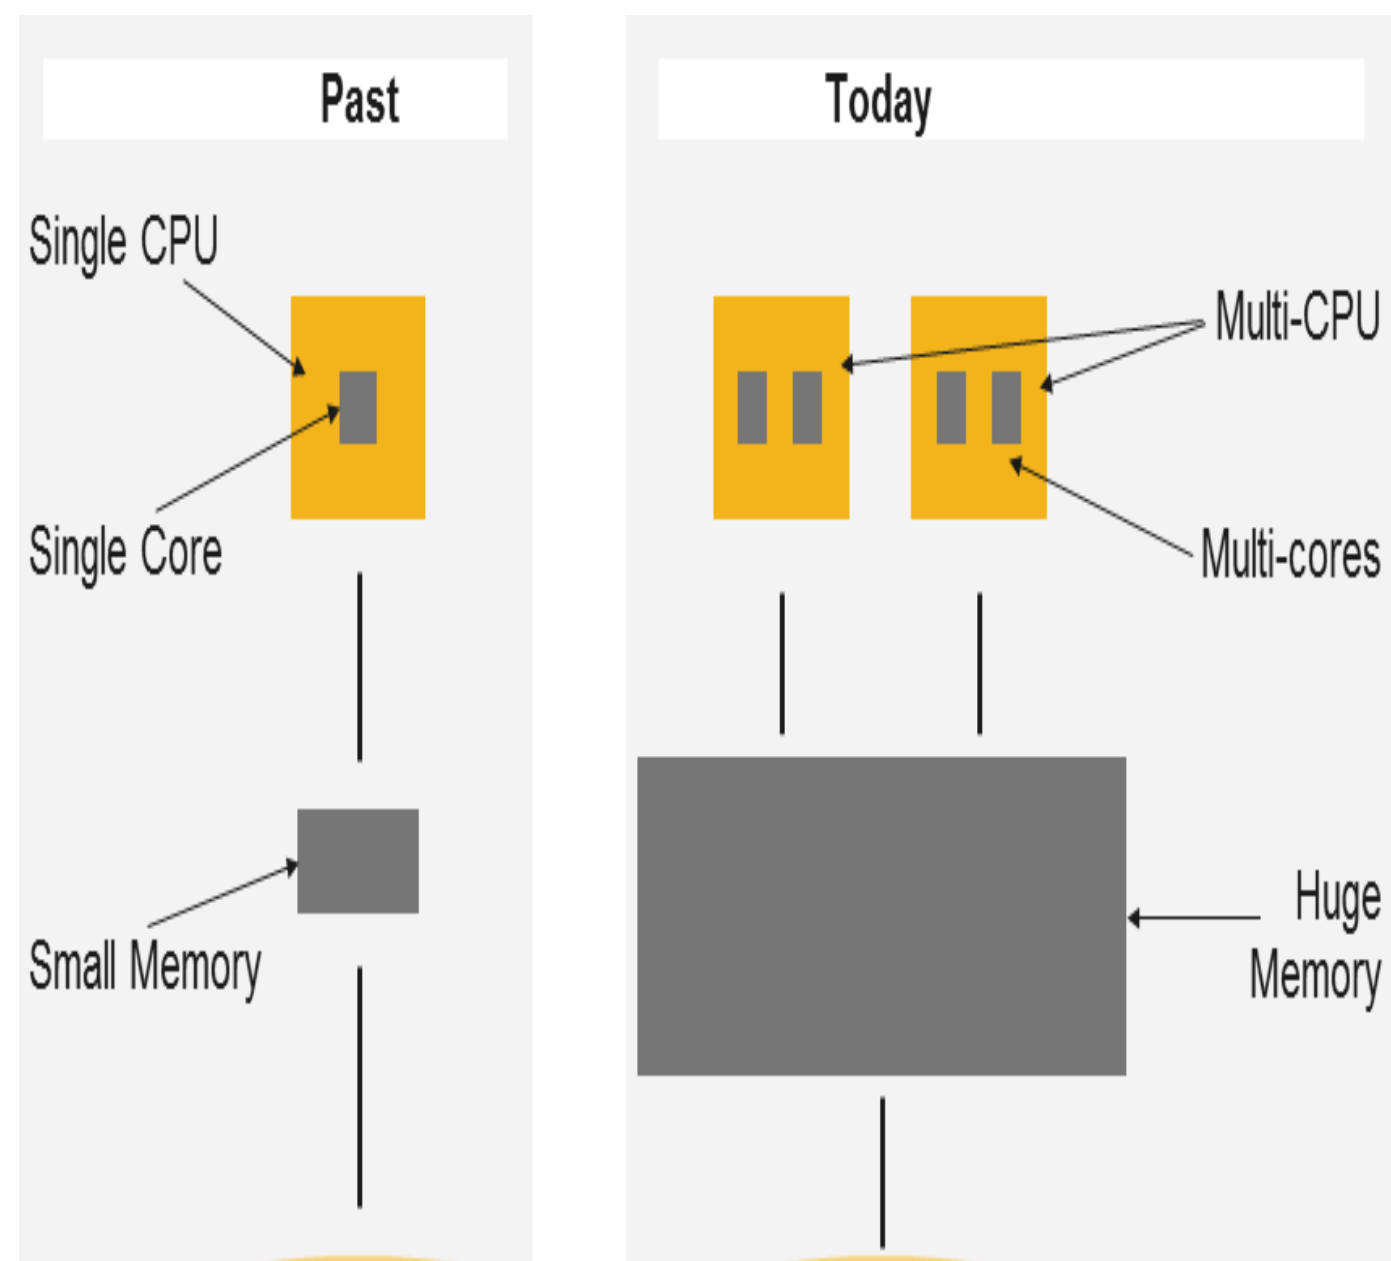 Past
Single CPU
Single Core
Small Memory
Today
Multi-CPU
Multi-cores
Huge
Memory